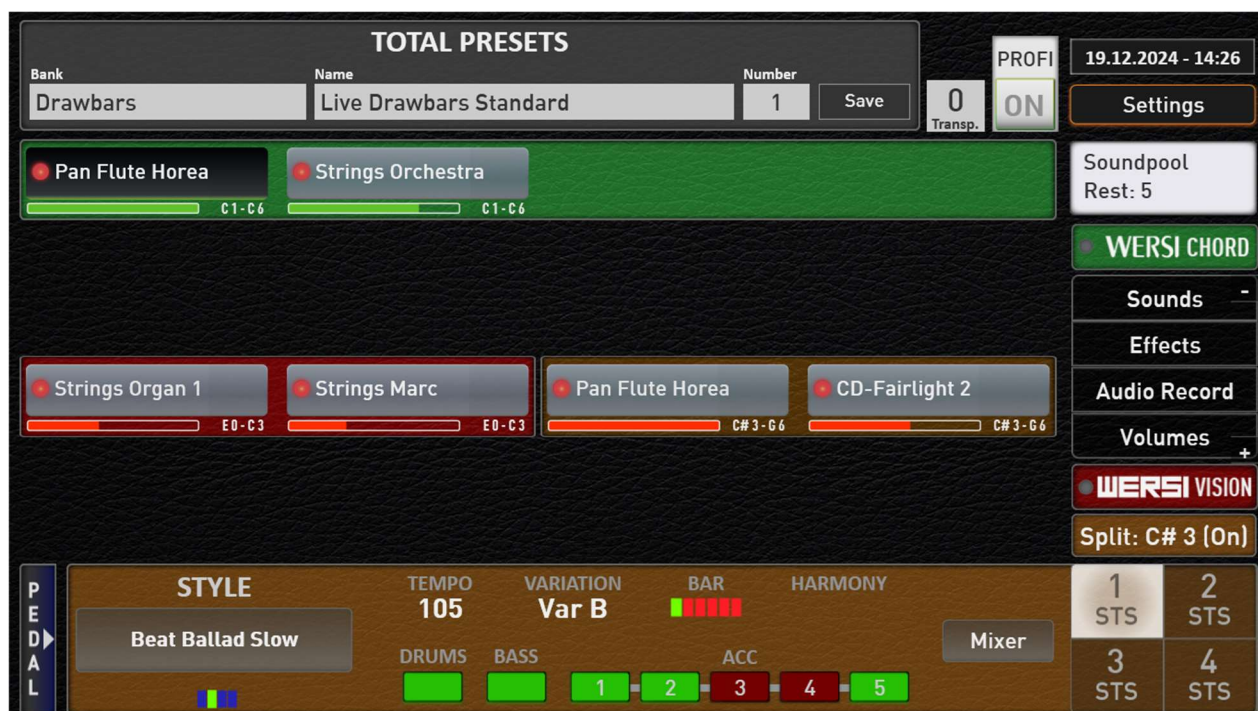 TOTAL PRESETS
Bank
Name
Number
Drawbars
Live Drawbars Standard
1
Save
0
Transp.
PROFI
ON
19.12.2024 - 14:26
Settings
Pan Flute Horea
Strings Orchestra
C1-C6
C1-C6
Soundpool
Rest: 5
WERSI CHORD
Sounds -
Effects
Audio Record
Volumes +
Strings Organ 1
Strings Marc
Pan Flute Horea
CD-Fairlight 2
E0-C3
E0-C3
C#3-G6
C#3-G6
WERSI VISION
Split: C# 3 (On)
PEDAL
STYLE
Beat Ballad Slow
TEMPO
105
VARIATION
Var B
BAR
HARMONY
DRUMS
BASS
ACC
1
2
3
4
5
Mixer
1
STS
2
STS
3
STS
4
STS